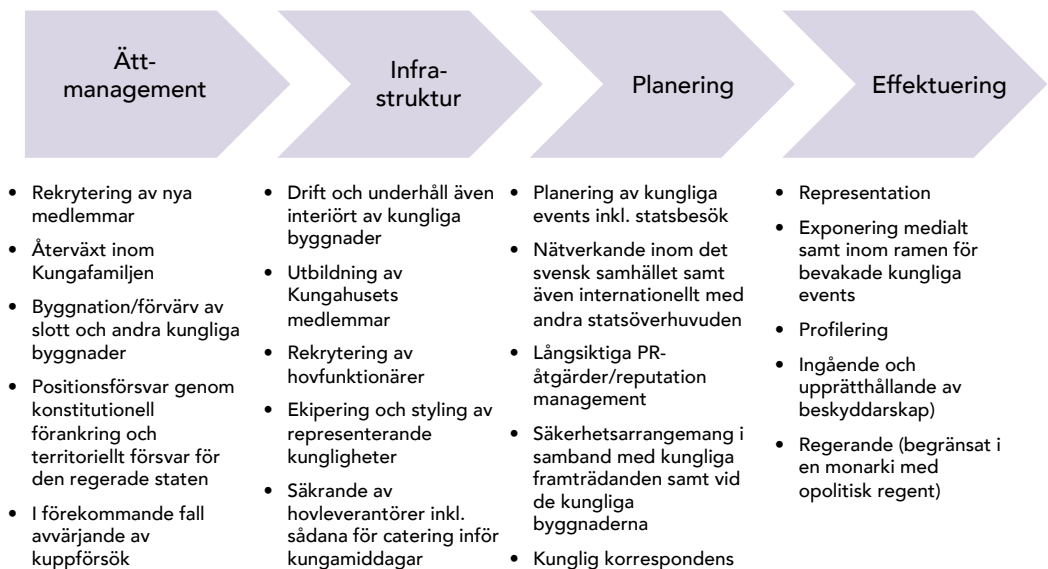 Ätt-
management
Infra-
struktur
Planering
Effektuering
• Rekrytering av nya
medlemmar
• Återväxt inom
Kungafamiljen
• Byggnation/förvärv av
slott och andra kungliga
byggnader
• Positionsförsvar genom
konstitutionell
förankring och
territoriellt försvar för
den regerade staten
• I förekommande fall
avvärjande av
kuppförsök
• Drift och underhåll även
interiört av kungliga
byggnader
• Utbildning av
Kungahusets
medlemmar
• Rekrytering av
hovfunktionärer
• Ekipering och styling av
representerande
kungligheter
• Säkrande av
hovleverantörer inkl.
sådana för catering inför
kungamiddagar
• Planering av kungliga
events inkl. statsbesök
• Nätverkande inom det
svensk samhället samt
även internationellt med
andra statsöverhuvuden
• Långsiktiga PR-
åtgärder/reputation
management
• Säkerhetsarrangemang i
samband med kungliga
framträdanden samt vid
de kungliga
byggnaderna
• Kunglig korrespondens
• Representation
• Exponering medialt
samt inom ramen för
bevakade kungliga
events
• Profilering
• Ingående och
upprätthållande av
beskyddarskap)
• Regerande (begränsat i
en monarki med
opolitisk regent)